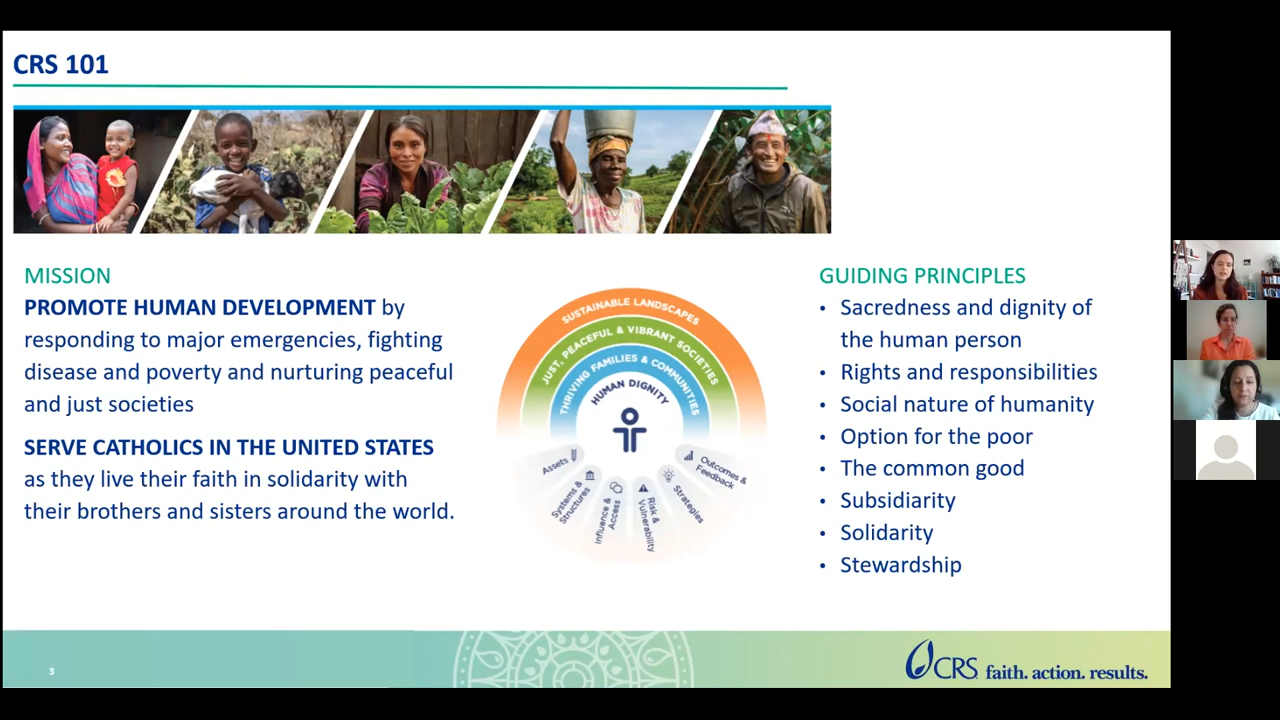 CRS 101
MISSION
PROMOTE HUMAN DEVELOPMENT by
responding to major emergencies, fighting
disease and poverty and nurturing peaceful
and just societies
SERVE CATHOLICS IN THE UNITED STATES
as they live their faith in solidarity with
their brothers and sisters around the world.
SUSTAINABLE LANDSCAPES
JUST, PEACEFUL & VIBRANT SOCIETIES
THRIVING FAMILIES & COMMUNITIES
HUMAN DIGNITY
Assets
Systems &
Structures
Influence &
Access
Risk &
Vulnerability
Strategies
Outcomes &
Feedback
GUIDING PRINCIPLES
• Sacredness and dignity of
the human person
• Rights and responsibilities
• Social nature of humanity
• Option for the poor
• The common good
• Subsidiarity
• Solidarity
• Stewardship
3
CRS faith. action. results.